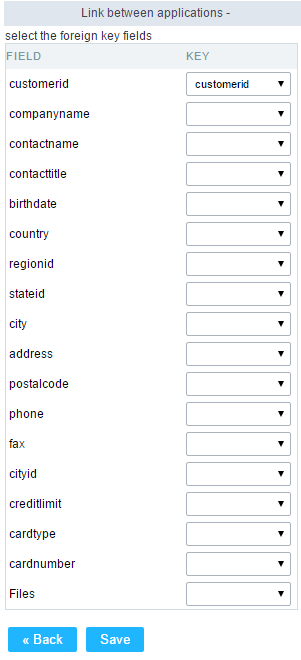 Link between applications -
select the foreign key fields
FIELD KEY
customerid customerid
companyname
contactname
contacttitle
birthdate
country
regionid
stateid
city
address
postalcode
phone
fax
cityid
creditlimit
cardtype
cardnumber
Files
« Back Save